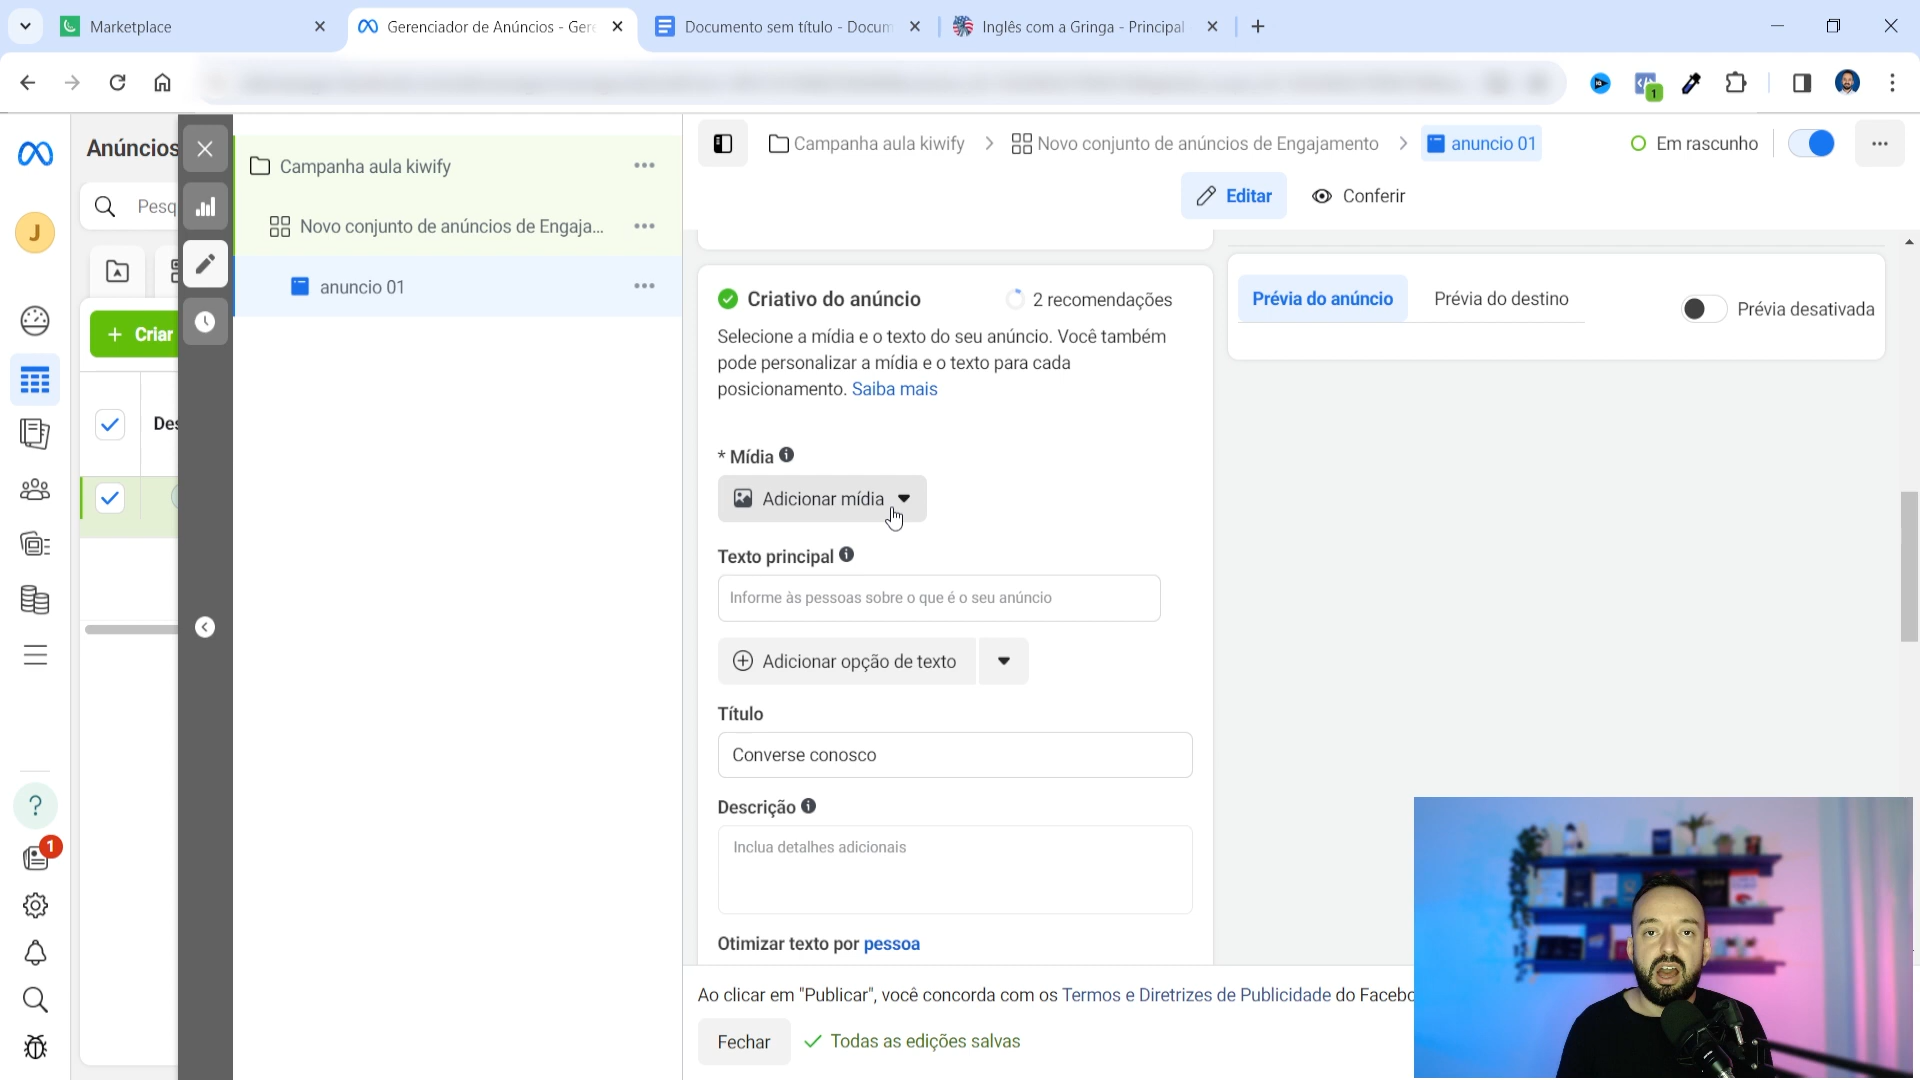 Marketplace
Gerenciador de Anúncios - Gere
Documento sem título - Docum
Inglês com a Gringa - Principal
1
Anúncios
J
Pesq
+ Criar
Des
?
1
Campanha aula kiwify
Novo conjunto de anúncios de Engaja...
anuncio 01
Campanha aula kiwify
Novo conjunto de anúncios de Engajamento
anuncio 01
Em rascunho
Editar
Conferir
Criativo do anúncio
2 recomendações
Selecione a mídia e o texto do seu anúncio. Você também
pode personalizar a mídia e o texto para cada
posicionamento. Saiba mais
* Mídia
Adicionar mídia
Texto principal
Informe às pessoas sobre o que é o seu anúncio
Adicionar opção de texto
Título
Converse conosco
Descrição
Inclua detalhes adicionais
Otimizar texto por pessoa
Prévia do anúncio
Prévia do destino
Prévia desativada
Ao clicar em "Publicar", você concorda com os Termos e Diretrizes de Publicidade do Facebo
Fechar
Todas as edições salvas